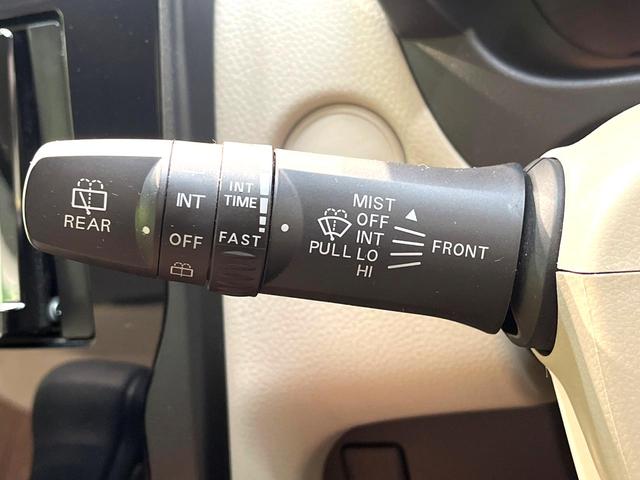 REAR
INT
OFF
INT
TIME
FAST
MIST
OFF
INT
LO
HI
PULL
FRONT